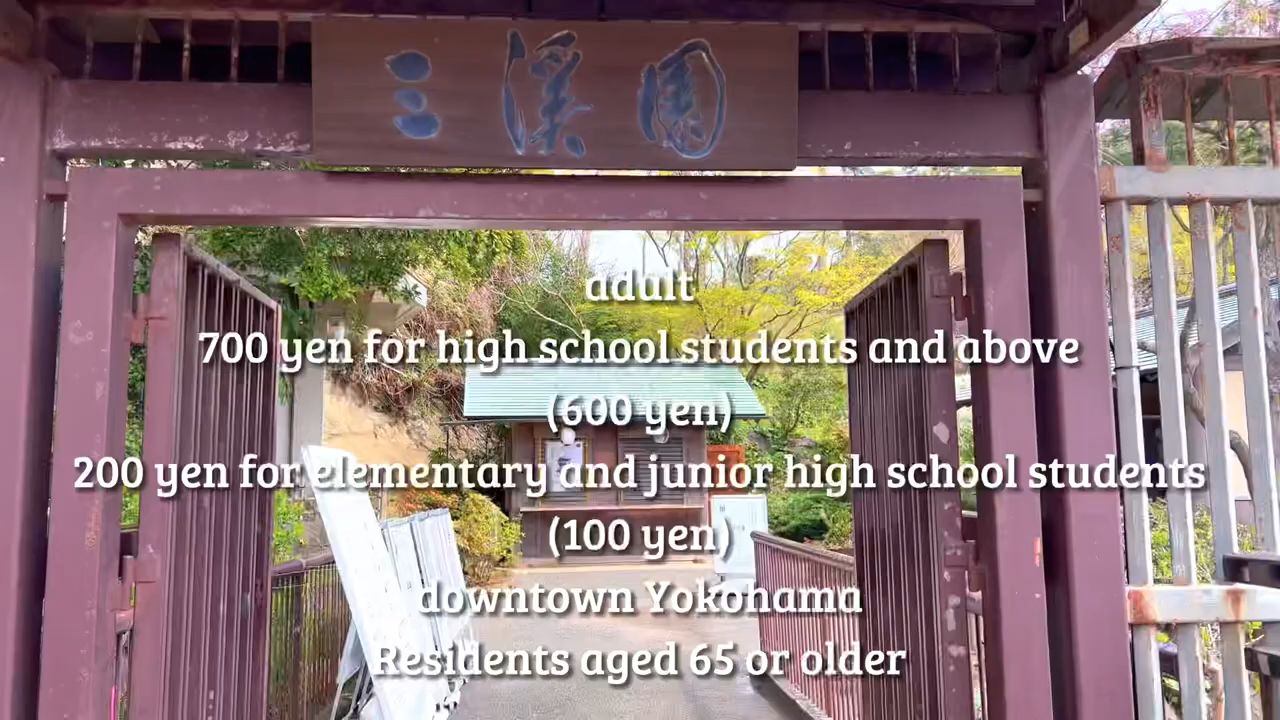 三溪園
adult
700 yen for high school students and above
(600 yen)
200 yen for elementary and junior high school students
(100 yen)
downtown Yokohama
Residents aged 65 or older